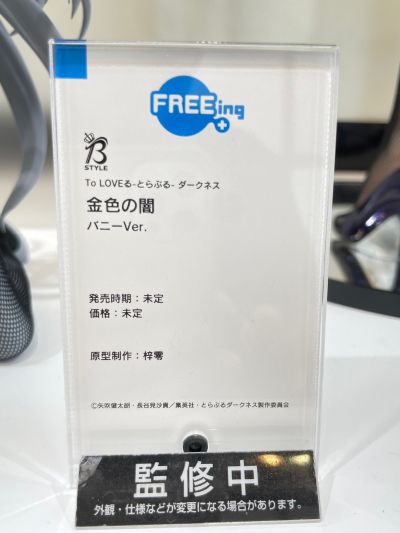 FREEing
B
STYLE
To LOVEる-とらぶる- ダークネス
金色の闇
バニーVer.
発売時期：未定
価格：未定
原型制作：梓零
©矢吹健太朗・長谷見沙貴／集英社・とらぶるダークネス製作委員会
監修中
外観・仕様などが変更になる場合があります。